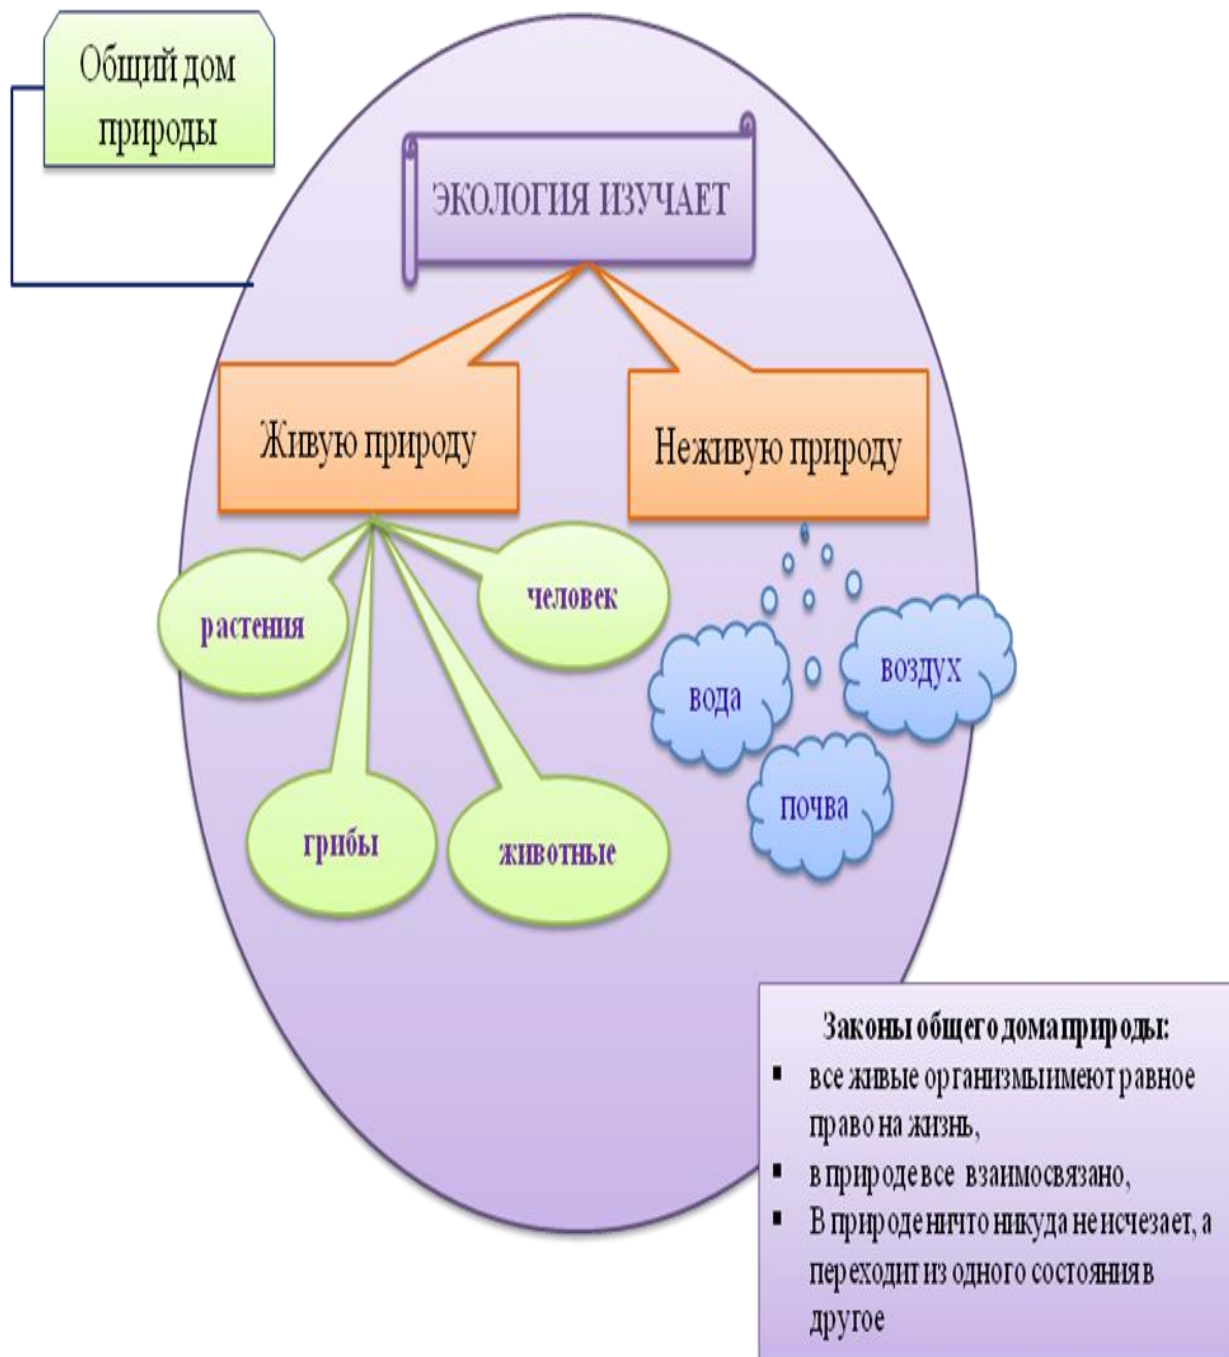 Общий дом
природы
ЭКОЛОГИЯ ИЗУЧАЕТ
Живую природу
Неживую природу
растения
человек
грибы
животные
вода
воздух
почва
Законы общего дома природы:
▪ все живые организмы имеют равное
право на жизнь,
▪ в природе все взаимосвязано,
▪ В природе ничто никуда не исчезает, а
переходит из одного состояния в
другое